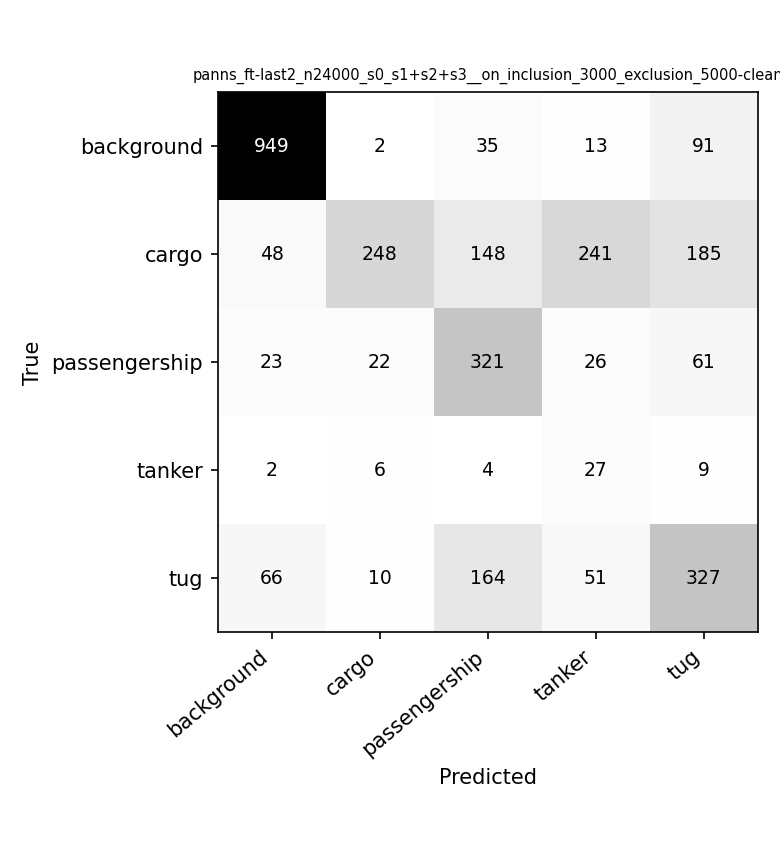 panns_ft-last2_n24000_s0_s1+s2+s3__on_inclusion_3000_exclusion_5000-clean
background 949 2 35 13 91
cargo 48 248 148 241 185
passengership 23 22 321 26 61
tanker 2 6 4 27 9
tug 66 10 164 51 327
True
background cargo passengership tanker tug
Predicted